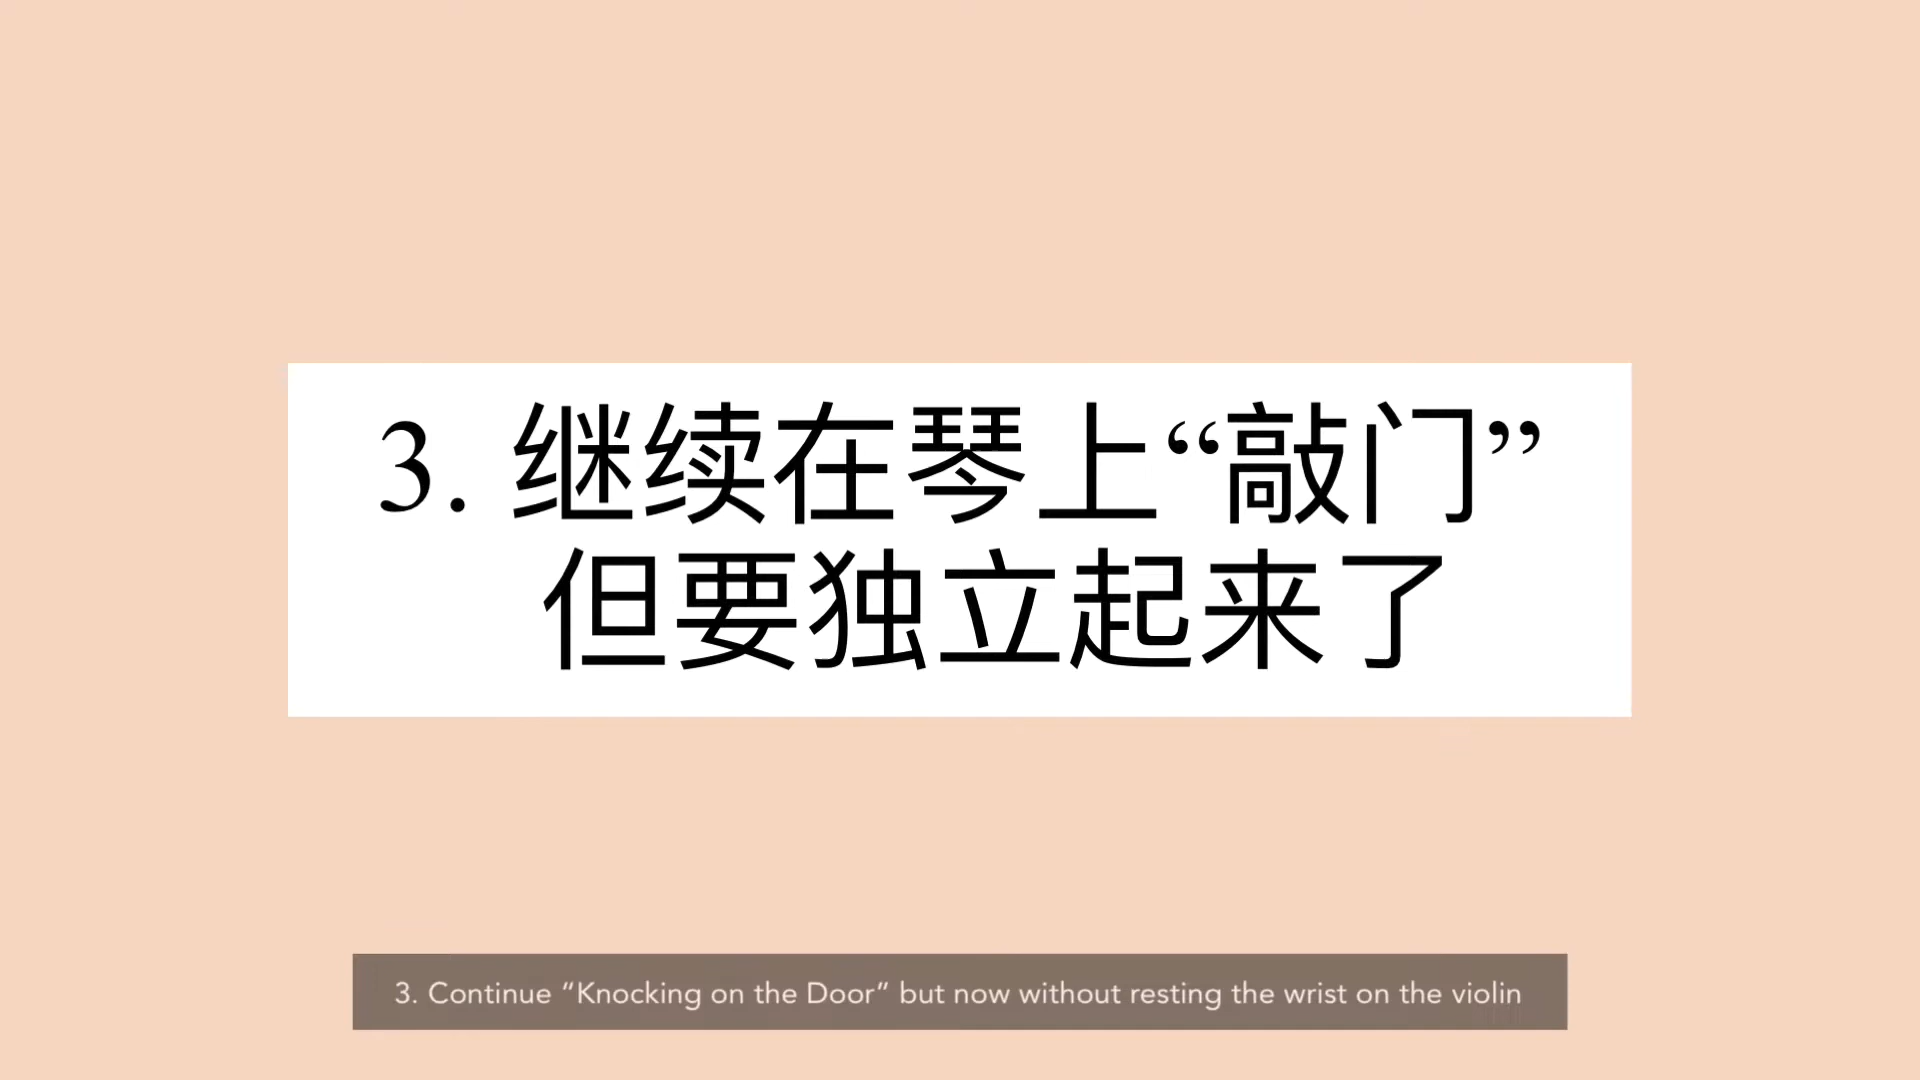 3. 继续在琴上“敲门”
但要独立起来了
3. Continue “Knocking on the Door” but now without resting the wrist on the violin